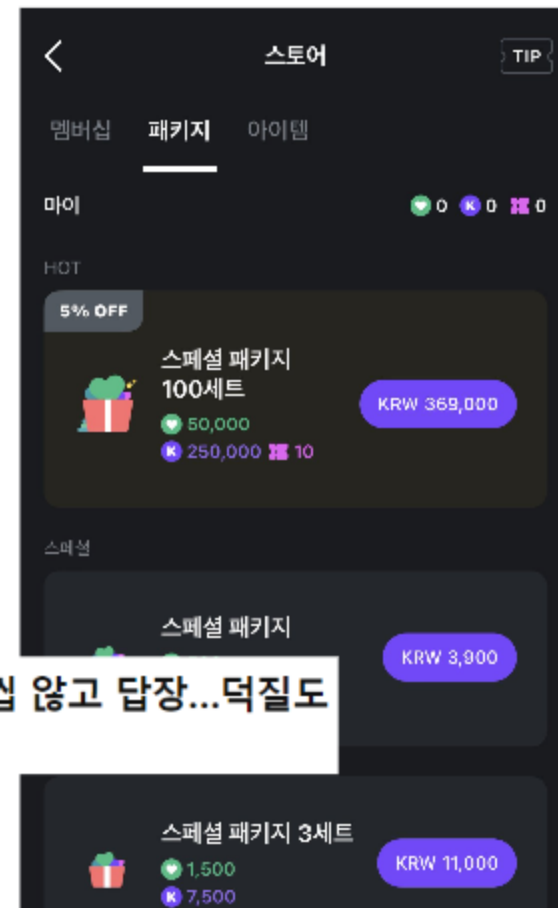 스토어
TIP
멤버십 패키지 아이템
마이 0 K 0 0
HOT
5% OFF
스페셜 패키지
100세트
KRW 369,000
50,000
K 250,000 10
스페셜
스페셜 패키지
KRW 3,900
않고 답장...덕질도
스페셜 패키지 3세트
KRW 11,000
1,500
K 7,500